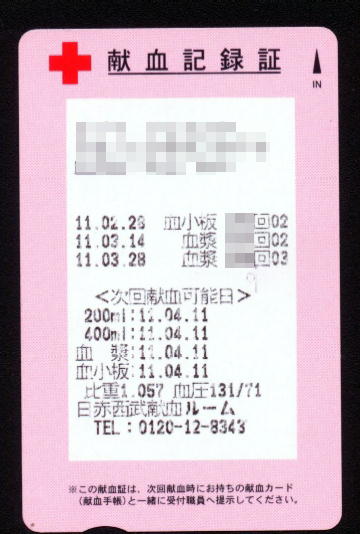 献血記録証
IN
11.02.28 血小板 回02
11.03.14 血漿 回02
11.03.28 血漿 回03
<次回献血可能日>
200ml:11.04.11
400ml:11.04.11
血 漿:11.04.11
血小板:11.04.11
比重1.057 血圧131/71
日赤西武献血ルーム
TEL:0120-12-8343
※この献血証は、次回献血時にお持ちの献血カード
(献血手帳)と一緒に受付職員へ提示してください。